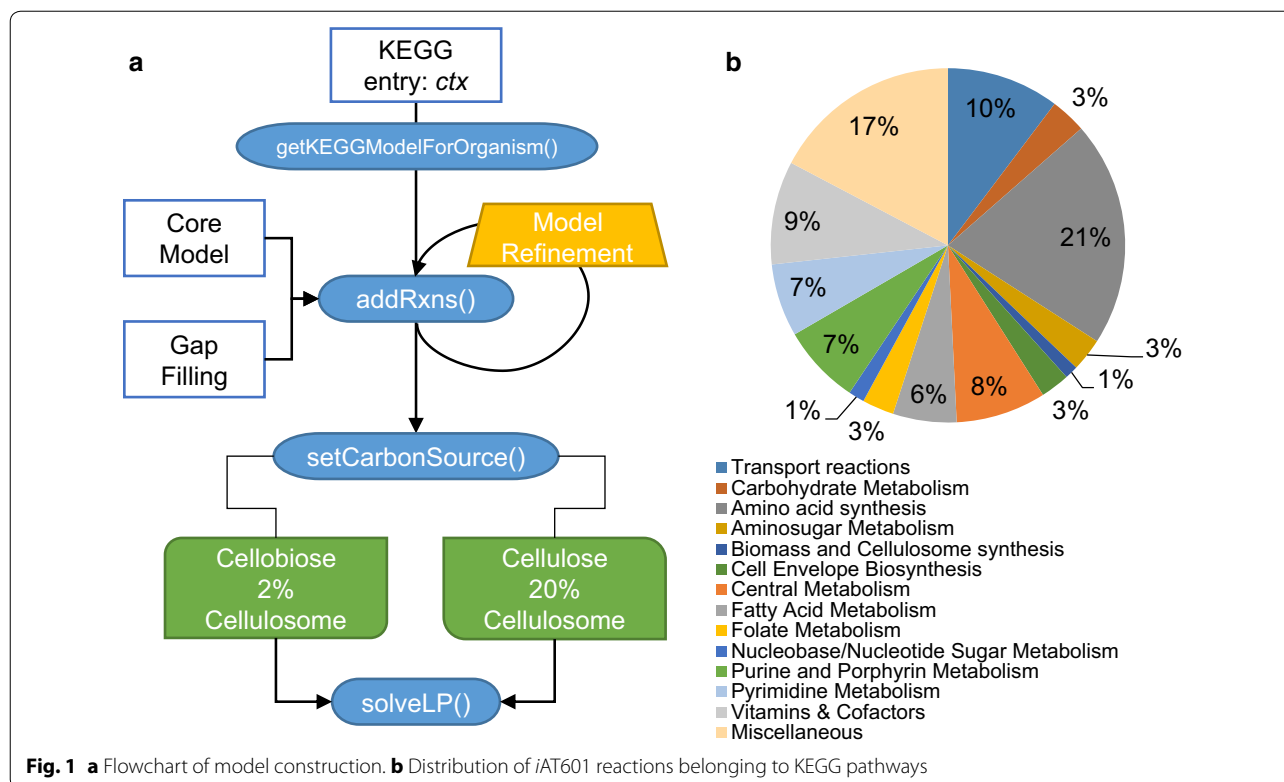 a
KEGG
entry: ctx
getKEGGModelForOrganism()
Core
Model
Model
Refinement
addRxns()
Gap
Filling
setCarbonSource()
Cellobiose
2%
Cellulosome
Cellulose
20%
Cellulosome
solveLP()
b
10%
3%
21%
3%
1%
3%
8%
6%
3%
1%
7%
7%
9%
17%
Transport reactions
Carbohydrate Metabolism
Amino acid synthesis
Aminosugar Metabolism
Biomass and Cellulosome synthesis
Cell Envelope Biosynthesis
Central Metabolism
Fatty Acid Metabolism
Folate Metabolism
Nucleobase/Nucleotide Sugar Metabolism
Purine and Porphyrin Metabolism
Pyrimidine Metabolism
Vitamins & Cofactors
Miscellaneous
Fig. 1 a Flowchart of model construction. b Distribution of iAT601 reactions belonging to KEGG pathways